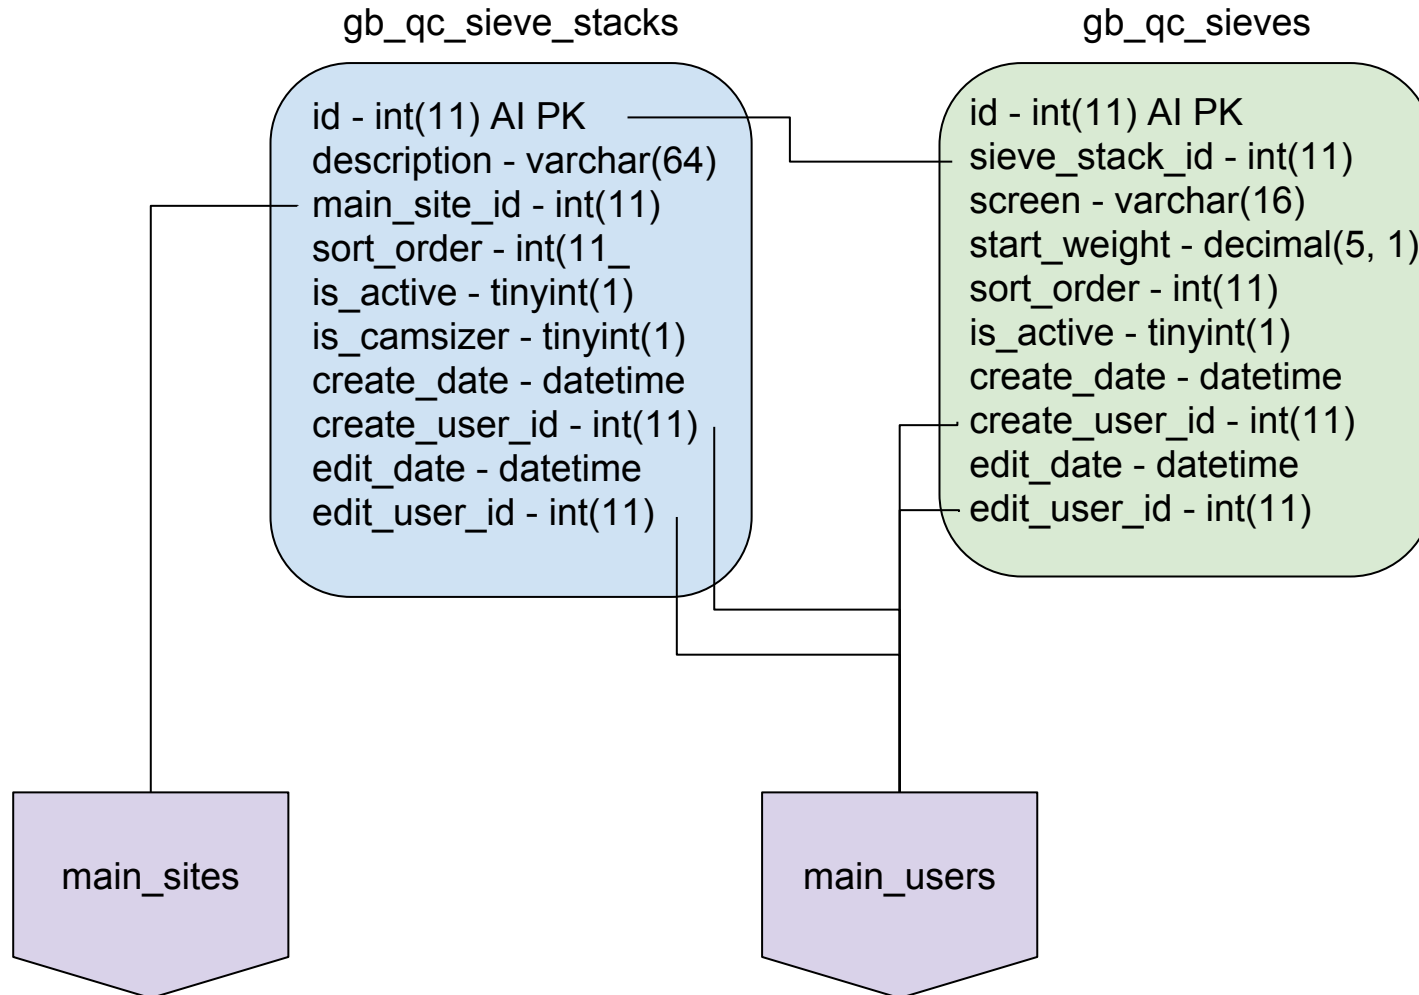 gb_qc_sieve_stacks
id - int(11) AI PK
description - varchar(64)
main_site_id - int(11)
sort_order - int(11_
is_active - tinyint(1)
is_camsizer - tinyint(1)
create_date - datetime
create_user_id - int(11)
edit_date - datetime
edit_user_id - int(11)
gb_qc_sieves
id - int(11) AI PK
sieve_stack_id - int(11)
screen - varchar(16)
start_weight - decimal(5, 1)
sort_order - int(11)
is_active - tinyint(1)
create_date - datetime
create_user_id - int(11)
edit_date - datetime
edit_user_id - int(11)
main_sites
main_users